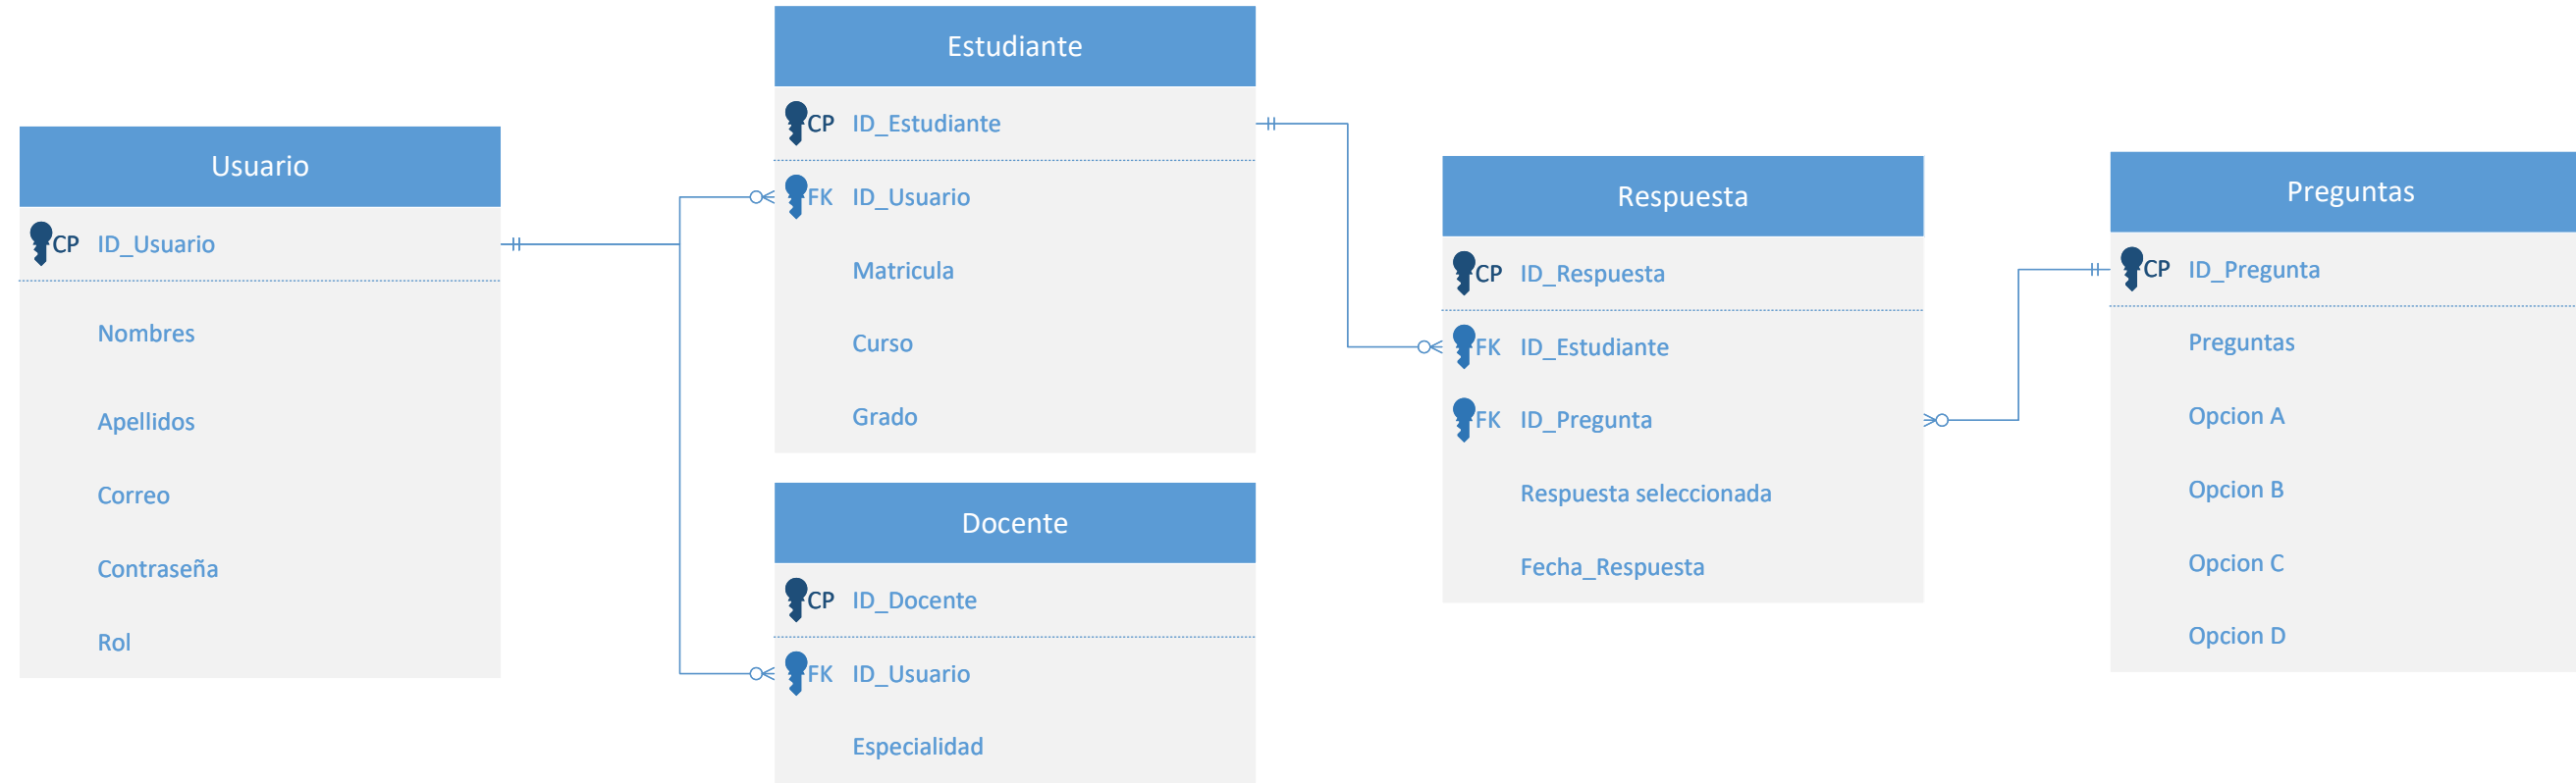 Usuario
CP ID_Usuario
Nombres
Apellidos
Correo
Contraseña
Rol
Estudiante
CP ID_Estudiante
FK ID_Usuario
Matricula
Curso
Grado
Docente
CP ID_Docente
FK ID_Usuario
Especialidad
Respuesta
CP ID_Respuesta
FK ID_Estudiante
FK ID_Pregunta
Respuesta seleccionada
Fecha_Respuesta
Preguntas
CP ID_Pregunta
Preguntas
Opcion A
Opcion B
Opcion C
Opcion D